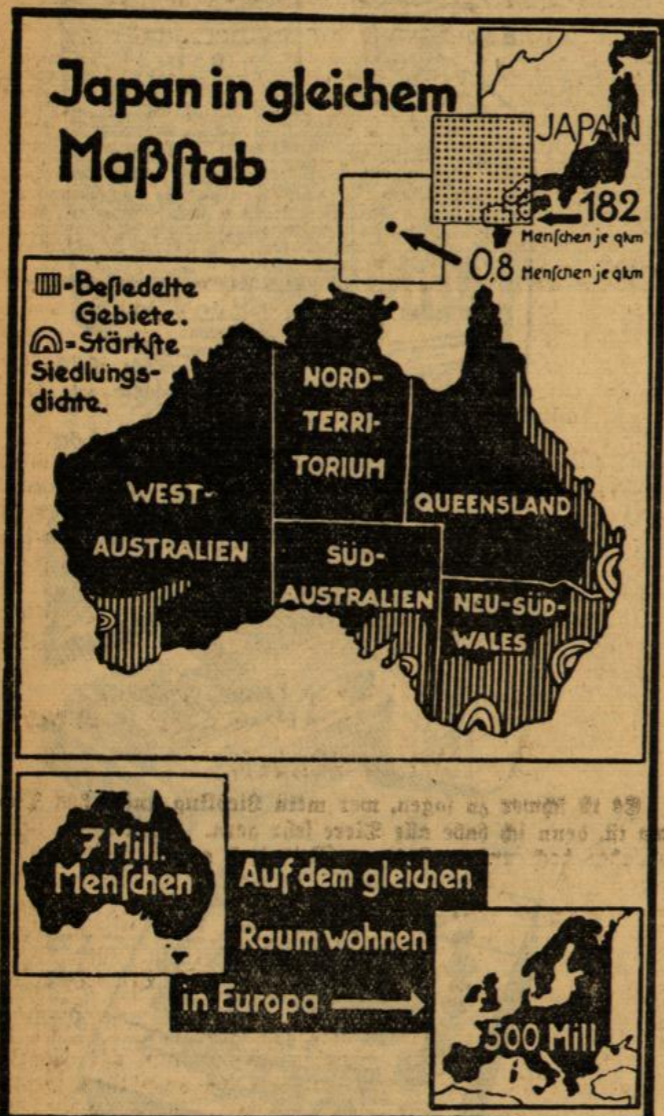 Japan in gleichem
Maßstab
JAPAN
182
Menschen je qkm
0,8 Menschen je qkm
=Besiedelte
Gebiete.
=Stärkste
Siedlungs-
dichte.
NORD-
TERRI-
TORIUM
WEST-
AUSTRALIEN
QUEENSLAND
SÜD-
AUSTRALIEN
NEU-SÜD-
WALES
7 Mill.
Menschen
Auf dem gleichen
Raum wohnen
in Europa
500 Mill